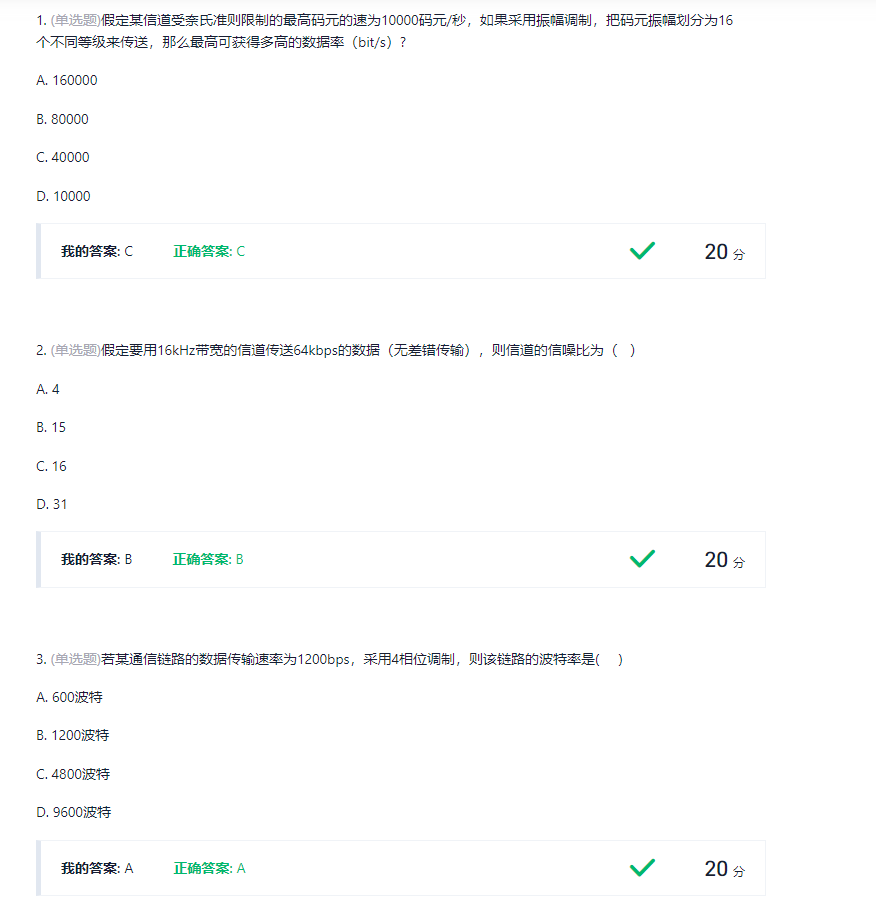 1. (单选题)假定某信道受奈氏准则限制的最高码元的速为10000码元/秒，如果采用振幅调制，把码元振幅划分为16
个不同等级来传送，那么最高可获得多高的数据率（bit/s）?
A. 160000
B. 80000
C. 40000
D. 10000
我的答案: C 正确答案: C 20 分
2. (单选题)假定要用16kHz带宽的信道传送64kbps的数据（无差错传输），则信道的信噪比为（ ）
A. 4
B. 15
C. 16
D. 31
我的答案: B 正确答案: B 20 分
3. (单选题)若某通信链路的数据传输速率为1200bps，采用4相位调制，则该链路的波特率是( )
A. 600波特
B. 1200波特
C. 4800波特
D. 9600波特
我的答案: A 正确答案: A 20 分